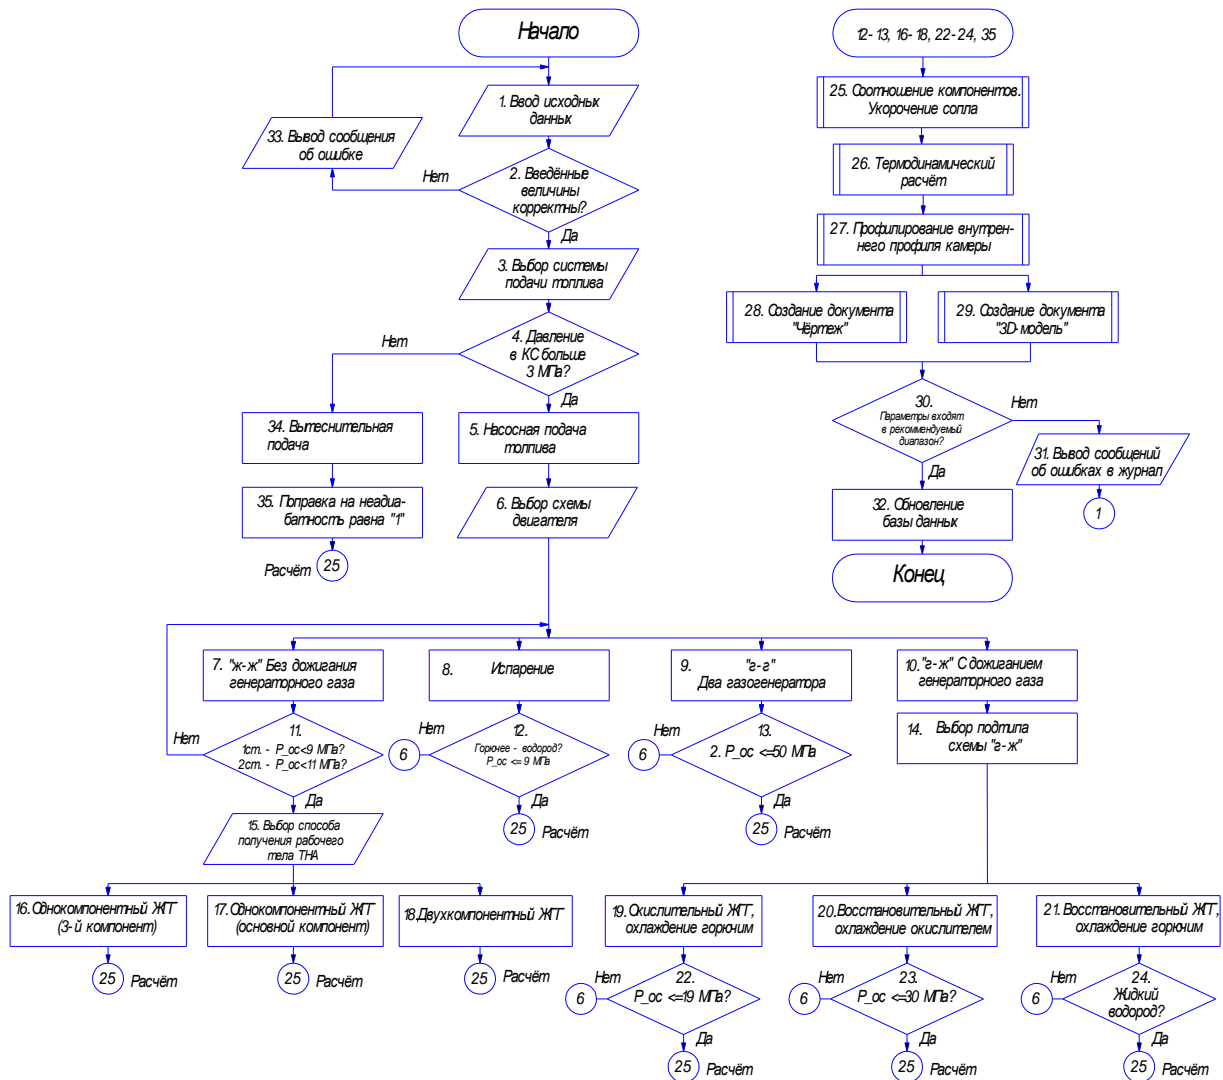 Начало
1. Ввод исходных
данных
33. Вывод сообщения
об ошибке
Нет
2. Введённые
величины
корректны?
Да
3. Выбор системы
подачи топлива
Нет
4. Давление
в КС больше
3 МПа?
Да
34. Вытеснительная
подача
5. Насосная подача
топлива
35. Поправка на неадиа-
батность равна "1"
6. Выбор схемы
двигателя
Расчёт 25
12-13, 16-18, 22-24, 35
25. Соотношение компонентов.
Укорочение сопла
26. Термодинамический
расчёт
27. Профилирование внутрен-
него профиля камеры
28. Создание документа
"Чёртеж"
29. Создание документа
"3D-модель"
30.
Параметры входят
в рекомендуемый
диапазон?
Нет
31. Вывод сообщений
об ошибках в журнал
1
Да
32. Обновление
базы данных
Конец
7. "ж-ж" Без дожигания
генераторного газа
8. Испарение
9. "г-г"
Два газогенератора
10. "г-ж" С дожиганием
генераторного газа
Нет
11.
1ст. - P_ос<9 МПа?
2ст. - P_ос<11 МПа?
Да
Нет
6
12.
Горючее - водород?
P_ос <= 9 МПа
Да
25 Расчёт
Нет
6
13.
2. P_ос <=50 МПа
Да
25 Расчёт
14. Выбор подтипа
схемы "г-ж"
15. Выбор способа
получения рабочего
тела ТНА
16. Однокомпонентный ЖГГ
(3-й компонент)
17. Однокомпонентный ЖГГ
(основной компонент)
18. Двухкомпонентный ЖГГ
25 Расчёт
25 Расчёт
25 Расчёт
19. Окислительный ЖГГ,
охлаждение горючим
20. Восстановительный ЖГГ,
охлаждение окислителем
21. Восстановительный ЖГГ,
охлаждение горючим
Нет
6
22.
P_ос <=19 МПа?
Да
25 Расчёт
Нет
6
23.
P_ос <=30 МПа?
Да
25 Расчёт
Нет
6
24.
Жидкий
водород?
Да
25 Расчёт